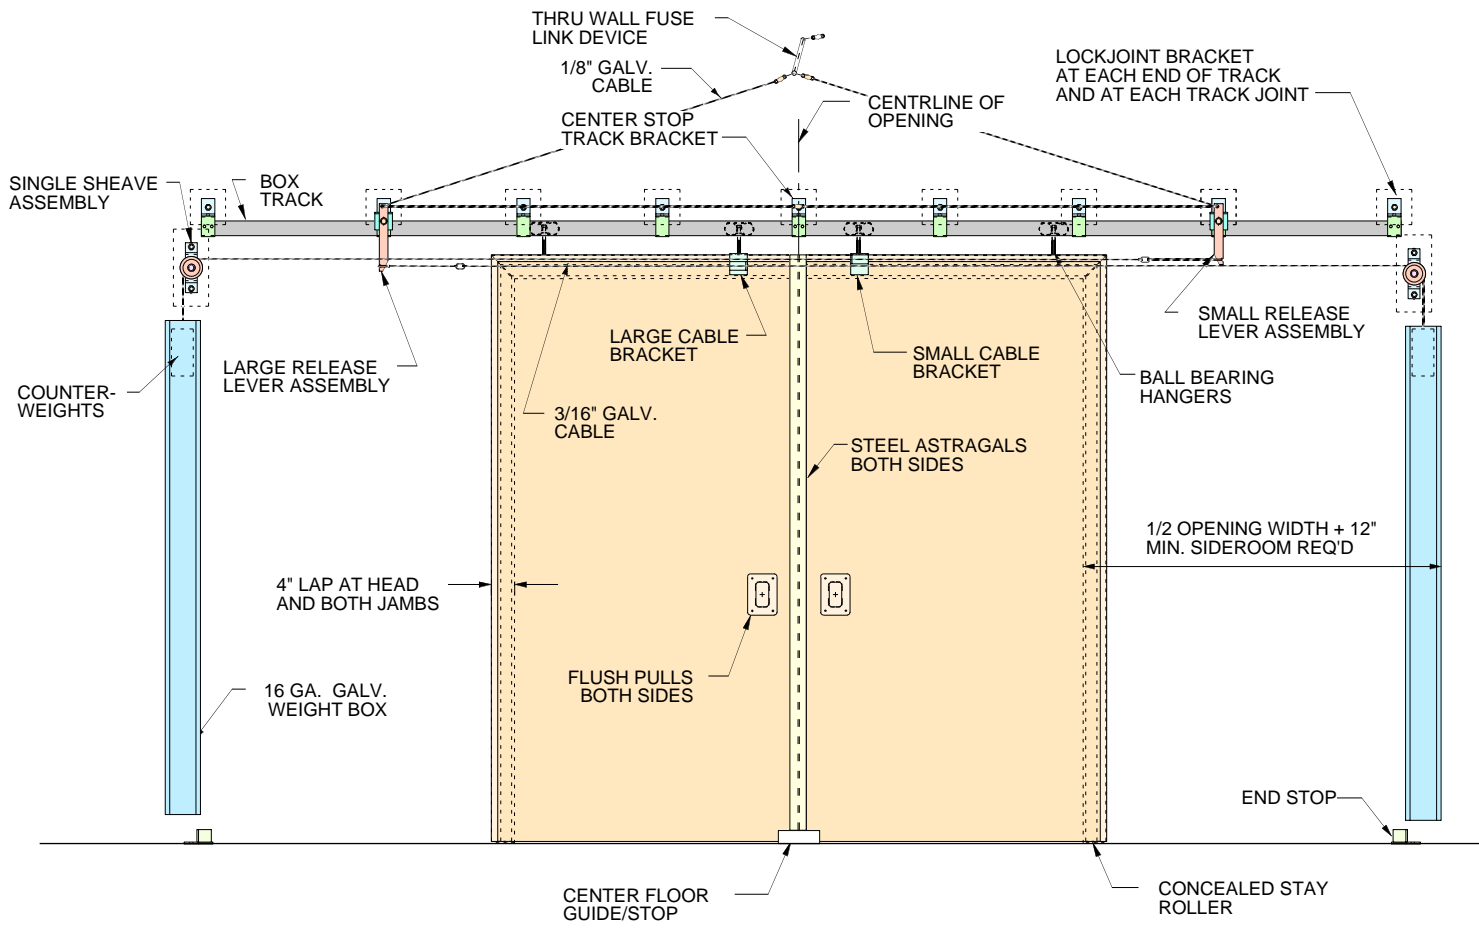 THRU WALL FUSE
LINK DEVICE
1/8" GALV.
CABLE
CENTER STOP
TRACK BRACKET
CENTRLINE OF
OPENING
LOCKJOINT BRACKET
AT EACH END OF TRACK
AND AT EACH TRACK JOINT
SINGLE SHEAVE
ASSEMBLY
BOX
TRACK
COUNTER-
WEIGHTS
LARGE RELEASE
LEVER ASSEMBLY
LARGE CABLE
BRACKET
3/16" GALV.
CABLE
SMALL CABLE
BRACKET
SMALL RELEASE
LEVER ASSEMBLY
BALL BEARING
HANGERS
STEEL ASTRAGALS
BOTH SIDES
1/2 OPENING WIDTH + 12"
MIN. SIDEROOM REQ'D
4" LAP AT HEAD
AND BOTH JAMBS
FLUSH PULLS
BOTH SIDES
16 GA. GALV.
WEIGHT BOX
END STOP
CENTER FLOOR
GUIDE/STOP
CONCEALED STAY
ROLLER